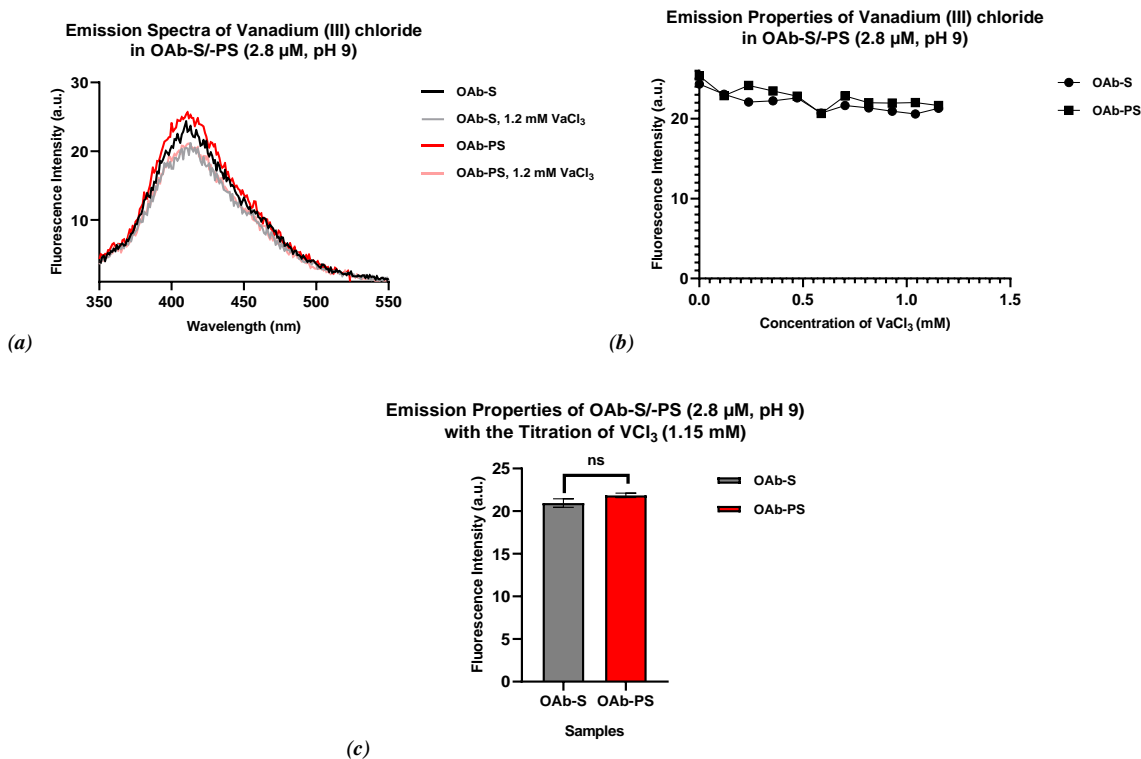 Emission Spectra of Vanadium (III) chloride
in OAb-S/-PS (2.8 µM, pH 9)
Fluorescence Intensity (a.u.)
30
20
10
350
400
450
500
550
Wavelength (nm)
OAb-S
OAb-S, 1.2 mM VaCl₃
OAb-PS
OAb-PS, 1.2 mM VaCl₃
(a)
Emission Properties of Vanadium (III) chloride
in OAb-S/-PS (2.8 µM, pH 9)
Fluorescence Intensity (a.u.)
20
10
0
0.0
0.5
1.0
1.5
Concentration of VaCl₃ (mM)
OAb-S
OAb-PS
(b)
Emission Properties of OAb-S/-PS (2.8 µM, pH 9)
with the Titration of VCl₃ (1.15 mM)
Fluorescence Intensity (a.u.)
25
20
15
10
5
0
ns
OAb-S
OAb-PS
Samples
OAb-S
OAb-PS
(c)